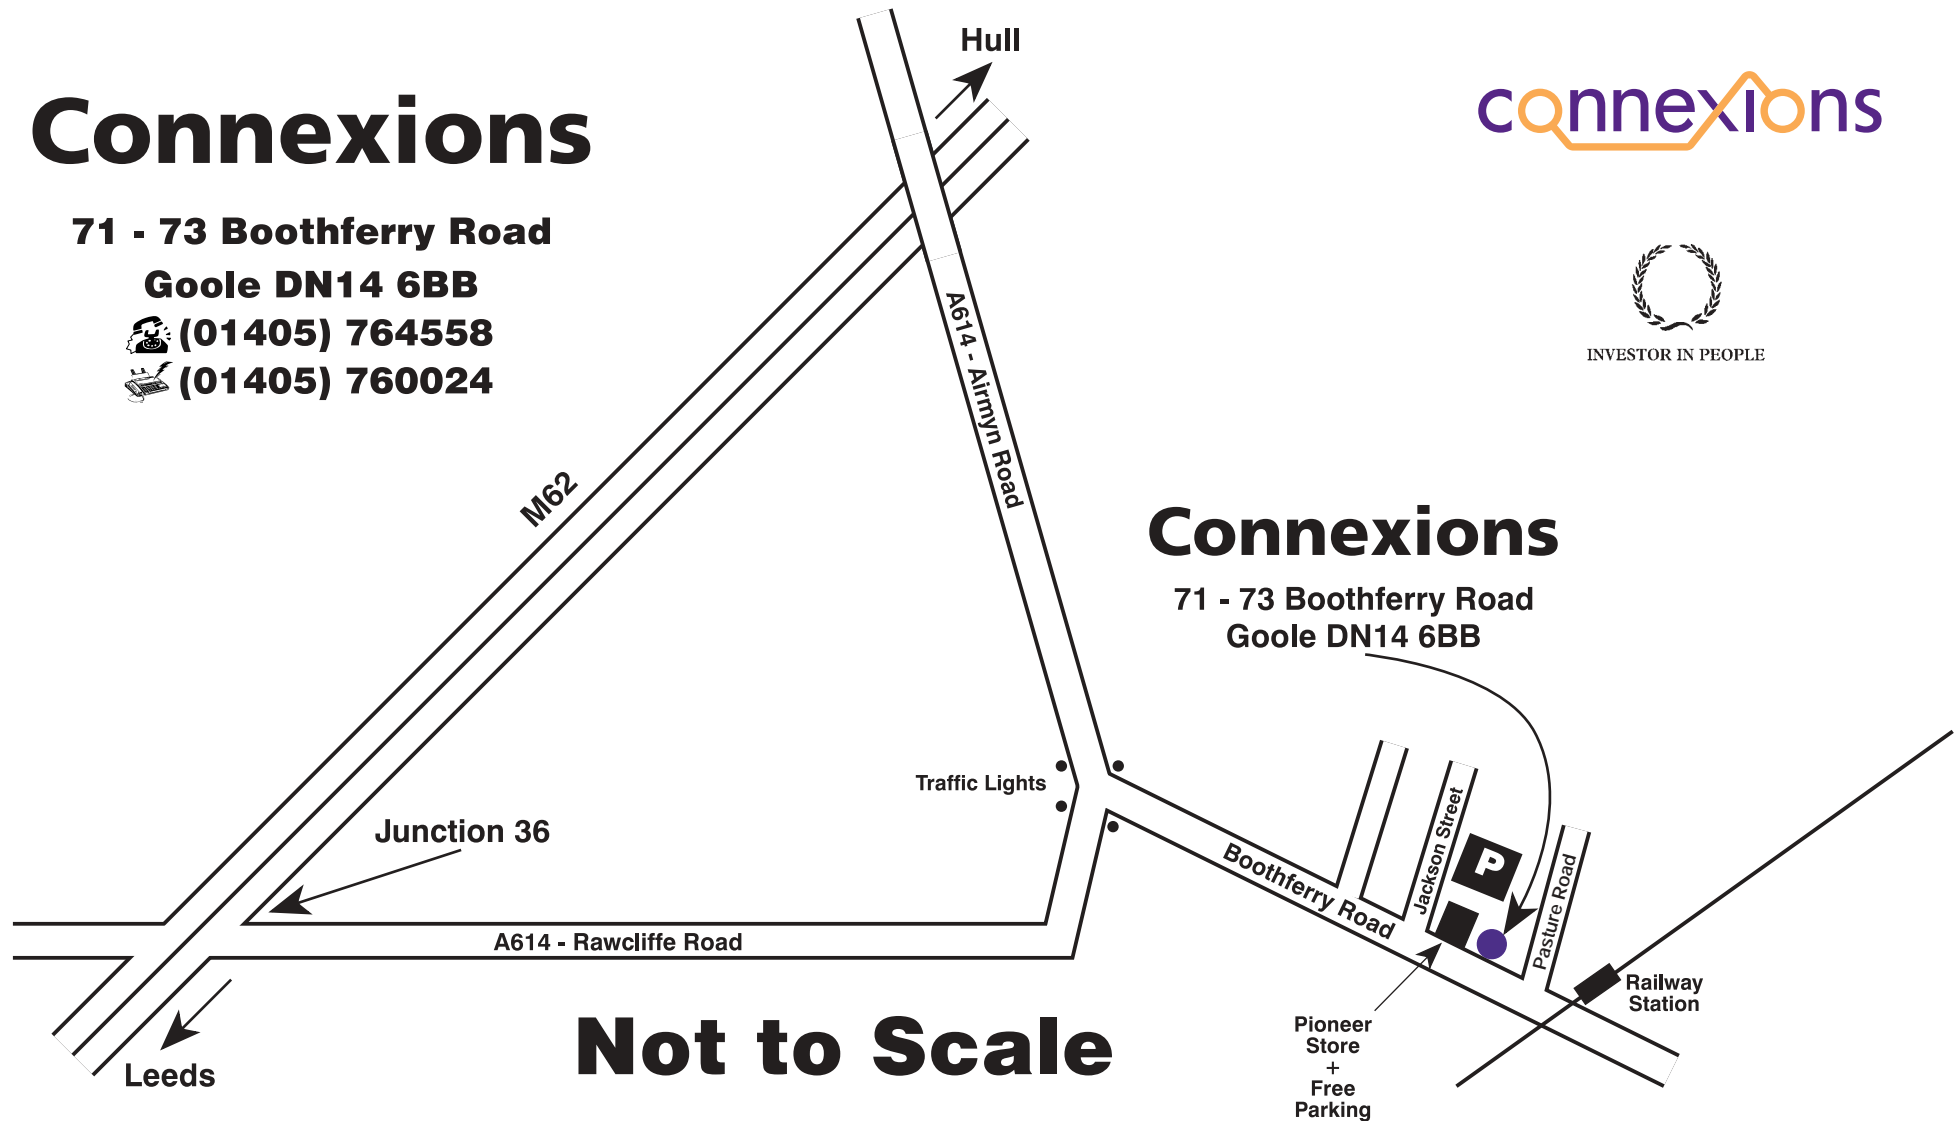 Connexions
71 - 73 Boothferry Road
Goole DN14 6BB
(01405) 764558
(01405) 760024
Hull
connexions
INVESTOR IN PEOPLE
A614 - Airmyn Road
M62
Connexions
71 - 73 Boothferry Road
Goole DN14 6BB
Traffic Lights
Junction 36
Jackson Street
P
Boothferry Road
Pasture Road
A614 - Rawcliffe Road
Railway
Station
Pioneer
Store
+
Free
Parking
Not to Scale
Leeds